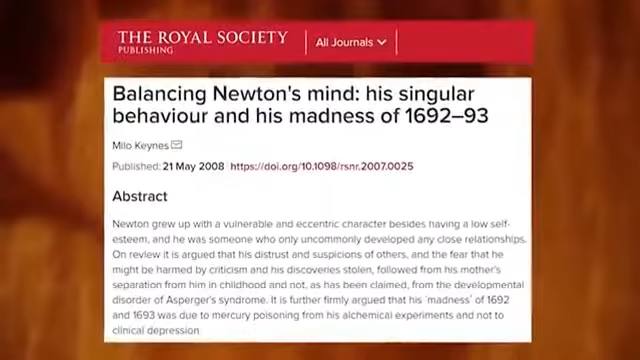 THE ROYAL SOCIETY
PUBLISHING
All Journals
Balancing Newton's mind: his singular
behaviour and his madness of 1692–93
Milo Keynes
Published: 21 May 2008 https://doi.org/10.1098/rsnr.2007.0025
Abstract
Newton grew up with a vulnerable and eccentric character besides having a low self-
esteem, and he was someone who only uncommonly developed any close relationships.
On review it is argued that his distrust and suspicions of others, and the fear that he
might be harmed by criticism and his discoveries stolen, followed from his mother's
separation from him in childhood and not, as has been claimed, from the developmental
disorder of Asperger's syndrome. It is further firmly argued that his 'madness' of 1692
and 1693 was due to mercury poisoning from his alchemical experiments and not to
clinical depression